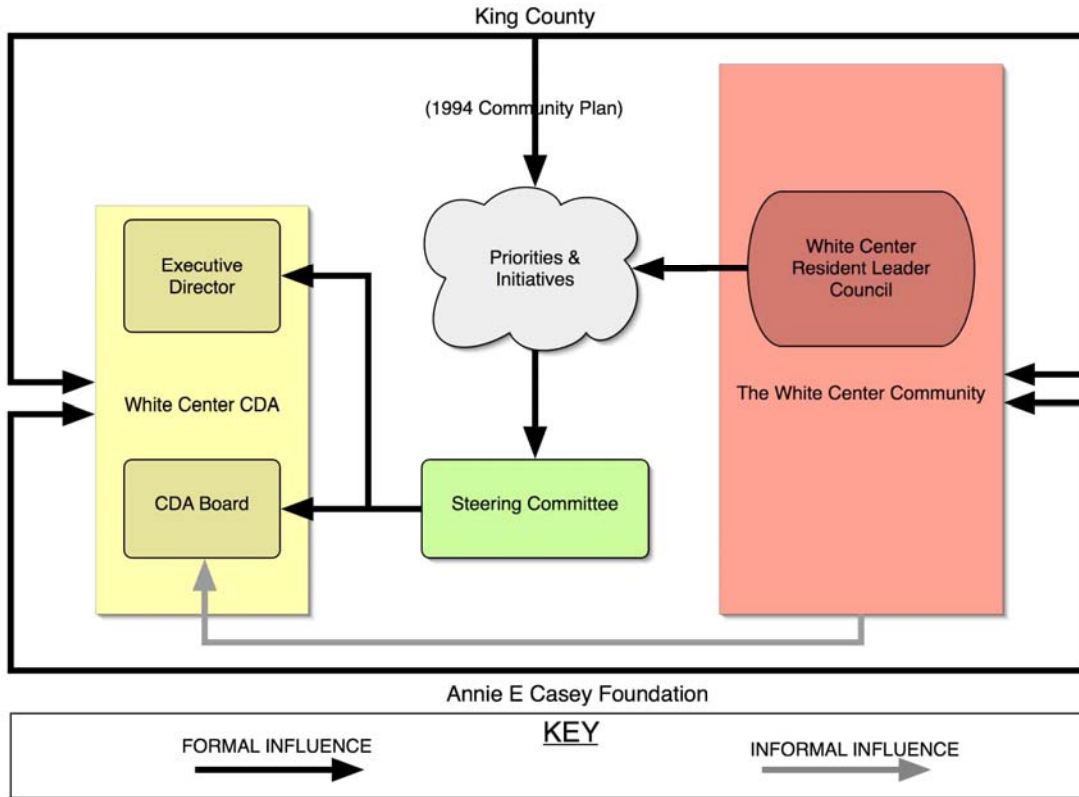 King County
(1994 Community Plan)
Executive
Director
White Center CDA
CDA Board
Priorities &
Initiatives
Steering Committee
White Center
Resident Leader
Council
The White Center Community
Annie E Casey Foundation
KEY
FORMAL INFLUENCE
INFORMAL INFLUENCE